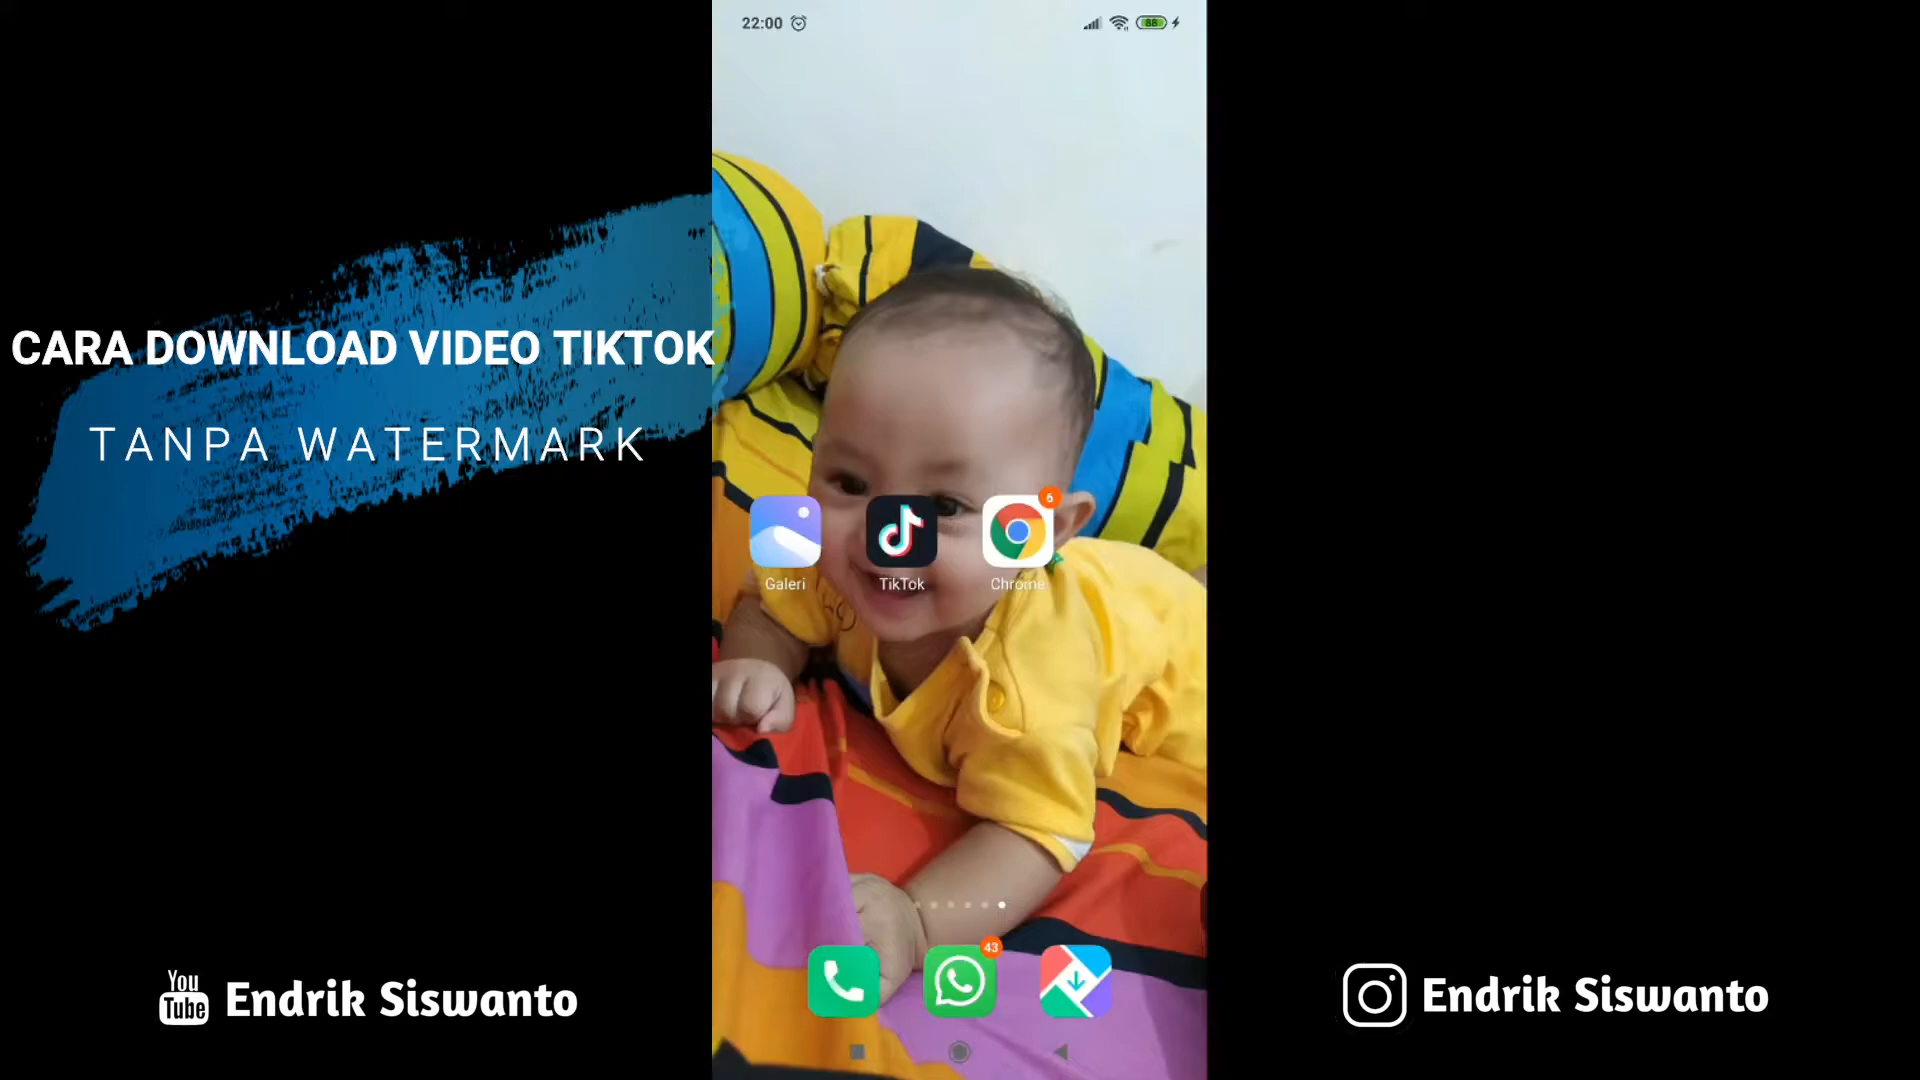 22:00
88
CARA DOWNLOAD VIDEO TIKTOK
TANPA WATERMARK
6
Galeri
TikTok
Chrome
43
You
Tube
Endrik Siswanto
Endrik Siswanto